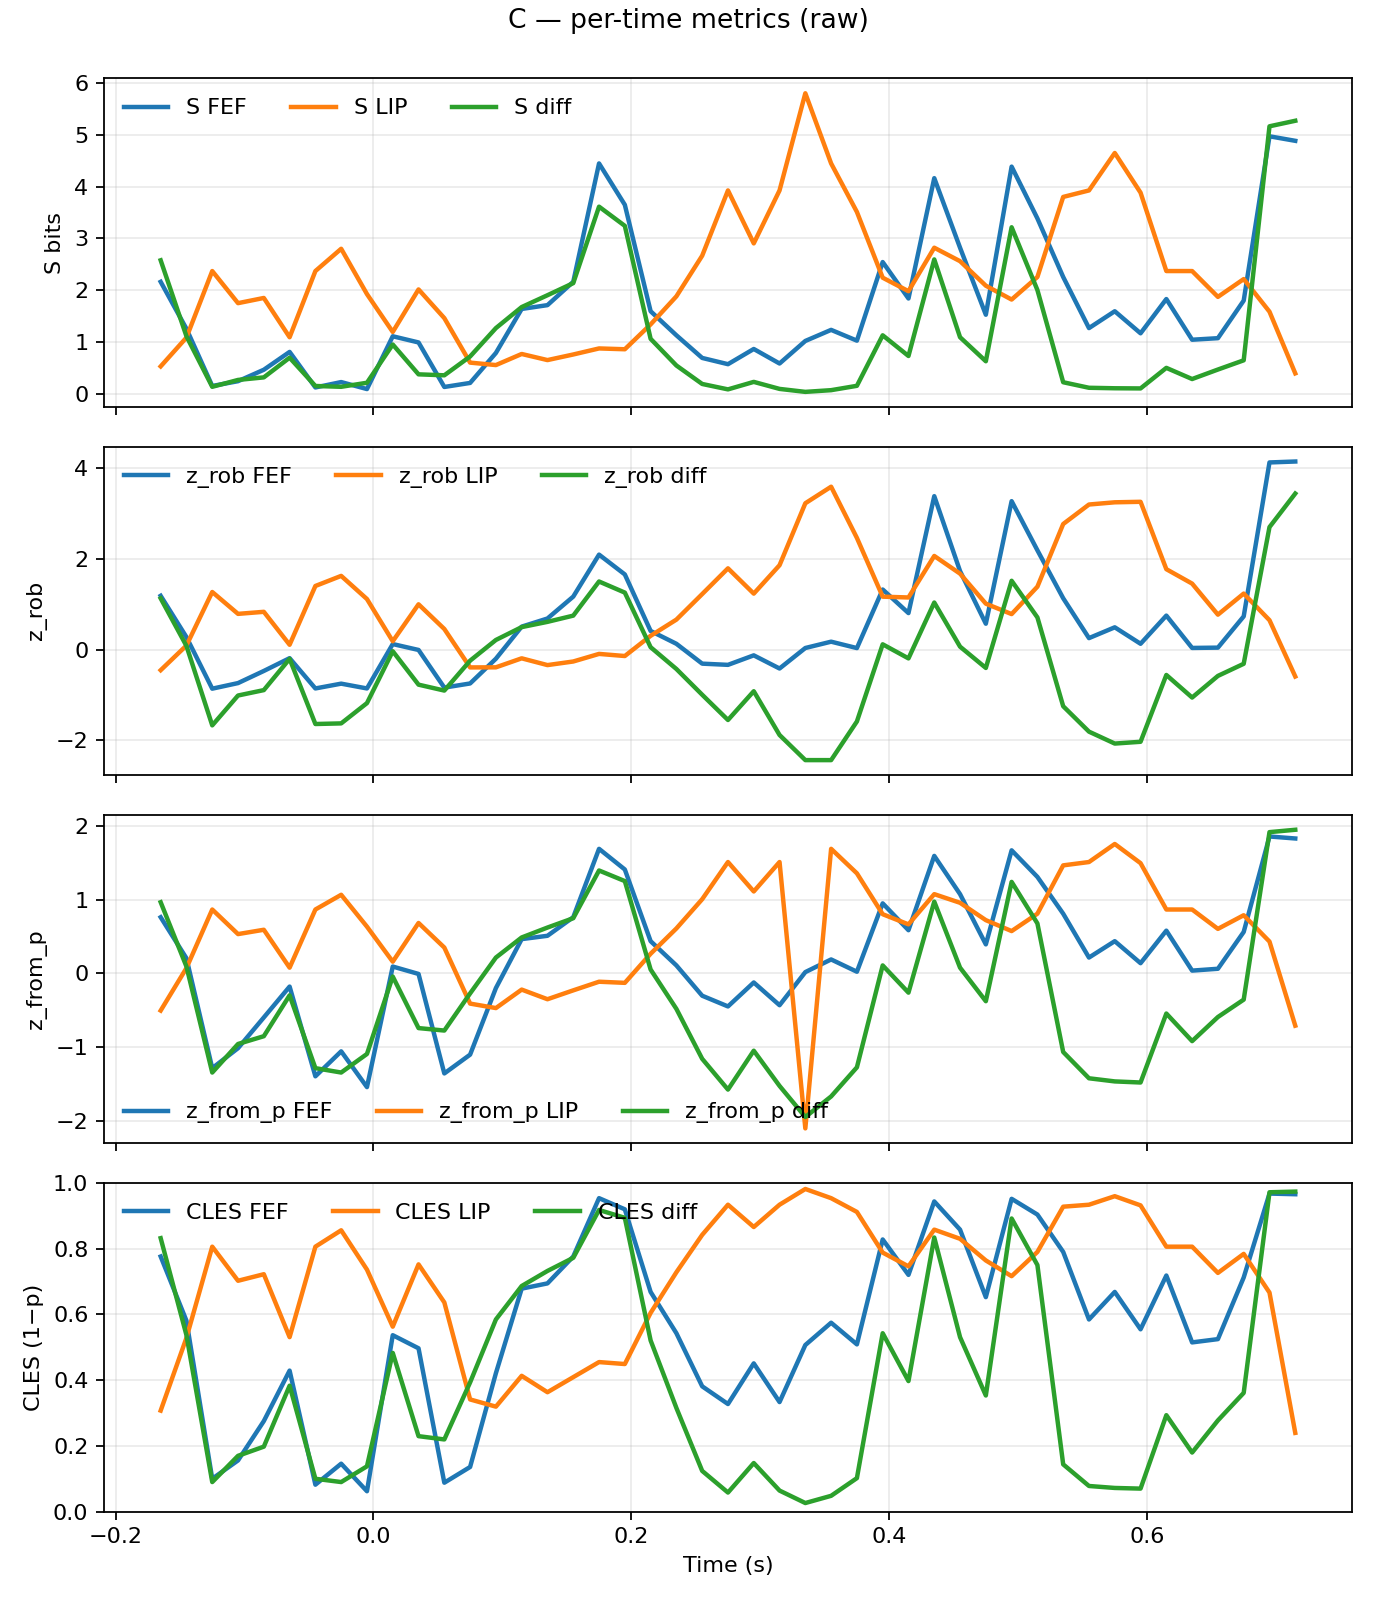 C — per-time metrics (raw)
S FEF S LIP S diff
6
5
4
3
2
1
0
S bits
z_rob FEF z_rob LIP z_rob diff
4
2
0
−2
z_rob
2
1
0
−1
−2
z_from_p
z_from_p FEF z_from_p LIP z_from_p diff
CLES FEF CLES LIP CLES diff
1.0
0.8
0.6
0.4
0.2
0.0
CLES (1−p)
−0.2 0.0 0.2 0.4 0.6
Time (s)